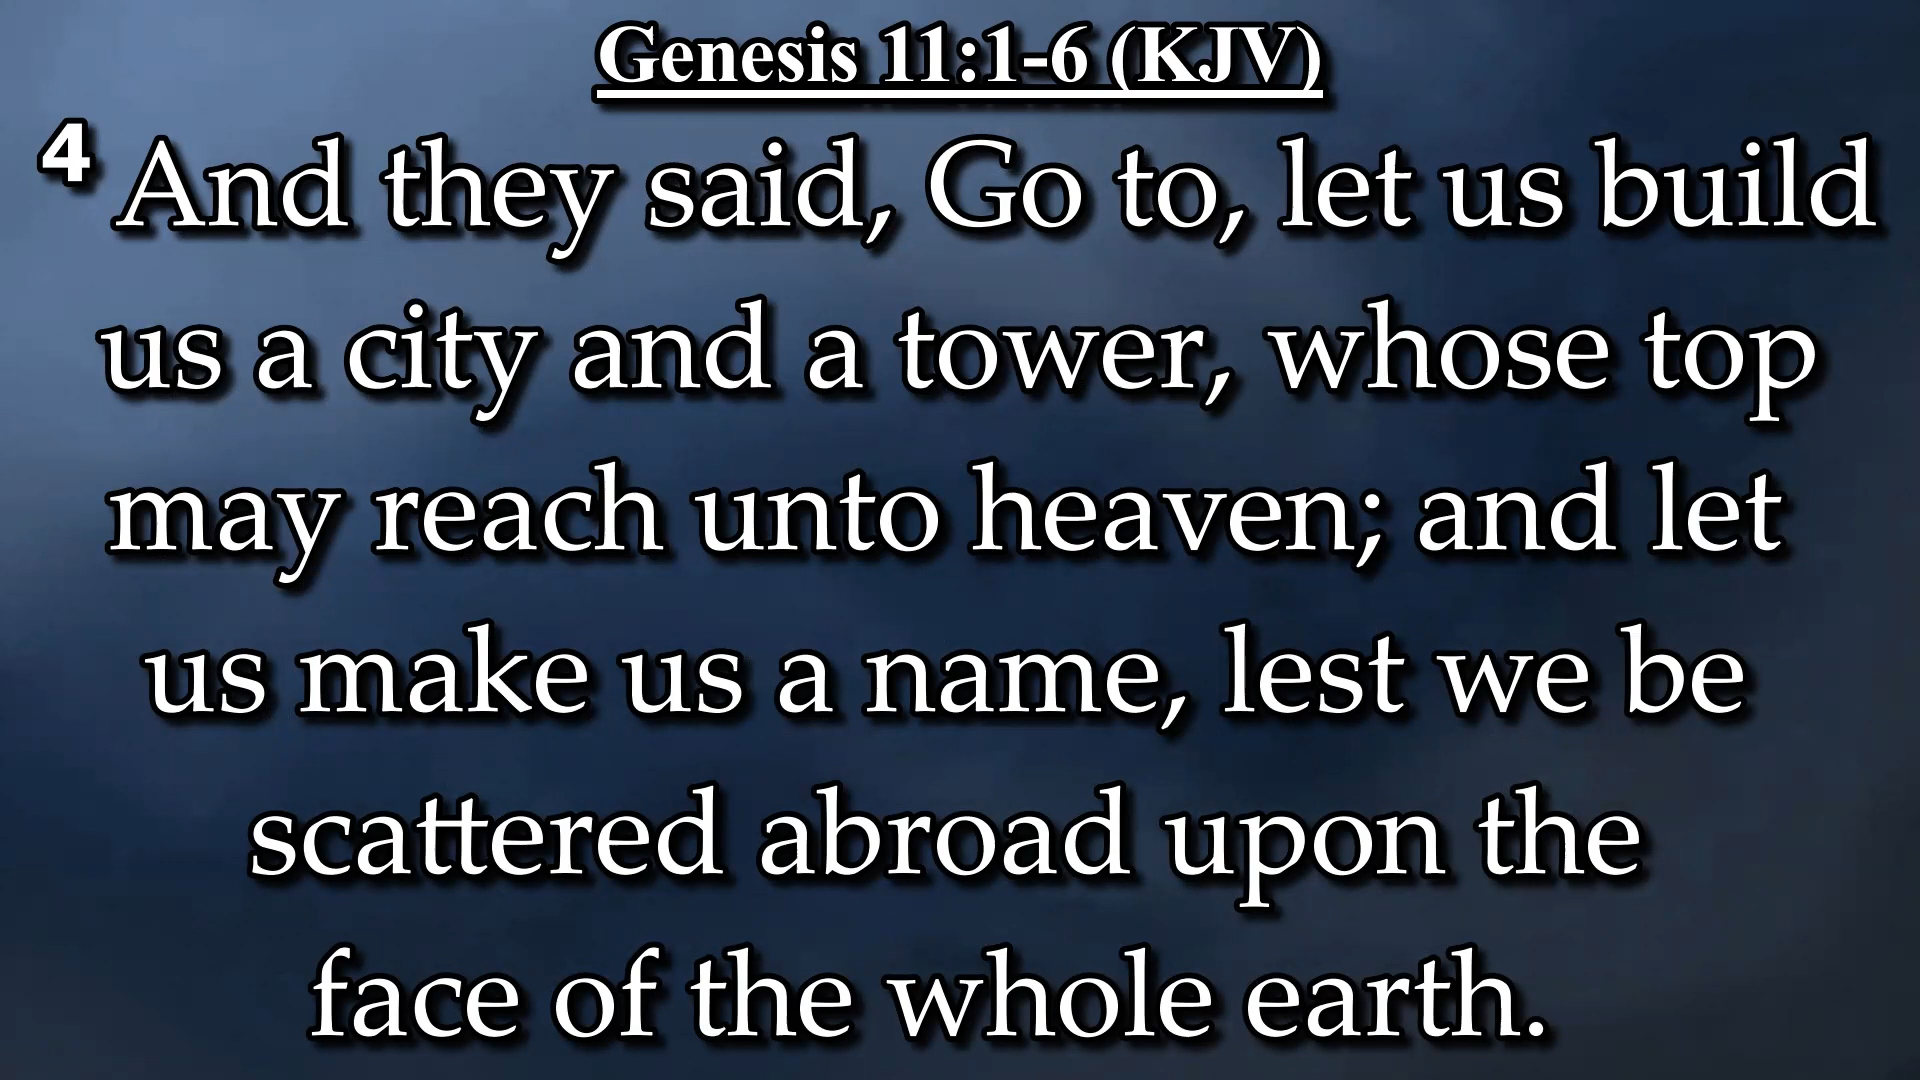 Genesis 11:1-6 (KJV)
4 And they said, Go to, let us build
us a city and a tower, whose top
may reach unto heaven; and let
us make us a name, lest we be
scattered abroad upon the
face of the whole earth.